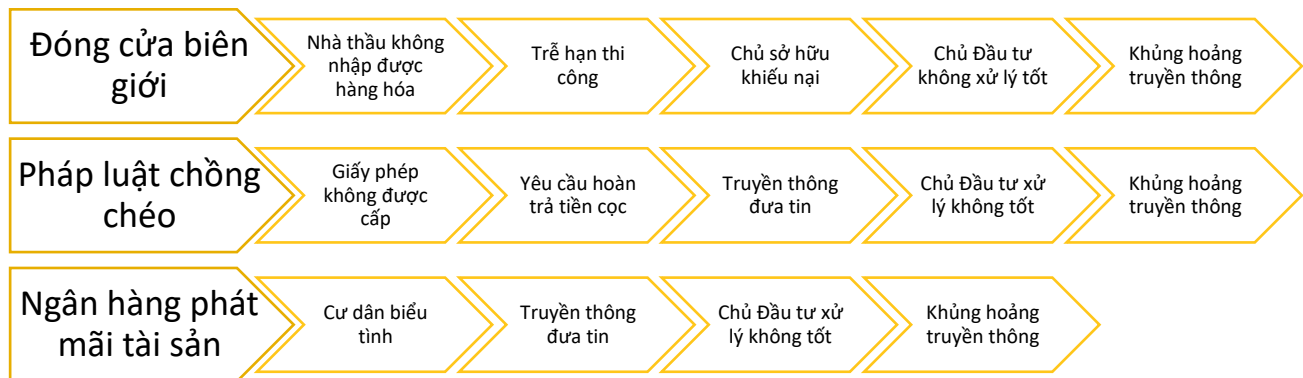 Đóng cửa biên
giới
Nhà thầu không
nhập được
hàng hóa
Trễ hạn thi
công
Chủ sở hữu
khiếu nại
Chủ Đầu tư
không xử lý tốt
Khủng hoảng
truyền thông
Pháp luật chồng
chéo
Giấy phép
không được
cấp
Yêu cầu hoàn
trả tiền cọc
Truyền thông
đưa tin
Chủ Đầu tư xử
lý không tốt
Khủng hoảng
truyền thông
Ngân hàng phát
mãi tài sản
Cư dân biểu
tình
Truyền thông
đưa tin
Chủ Đầu tư xử
lý không tốt
Khủng hoảng
truyền thông